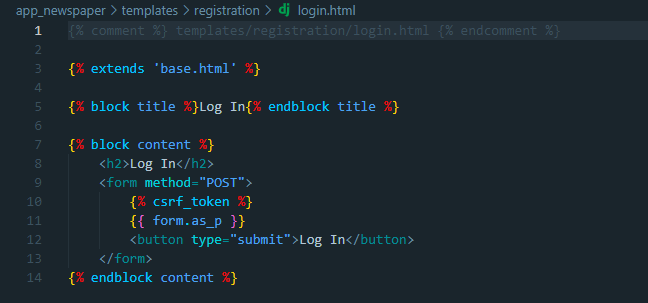 app_newspaper > templates > registration > dj login.html
1 {% comment %} templates/registration/login.html {% endcomment %}
2
3 {% extends 'base.html' %}
4
5 {% block title %}Log In{% endblock title %}
6
7 {% block content %}
8 <h2>Log In</h2>
9 <form method="POST">
10 {% csrf_token %}
11 {{ form.as_p }}
12 <button type="submit">Log In</button>
13 </form>
14 {% endblock content %}